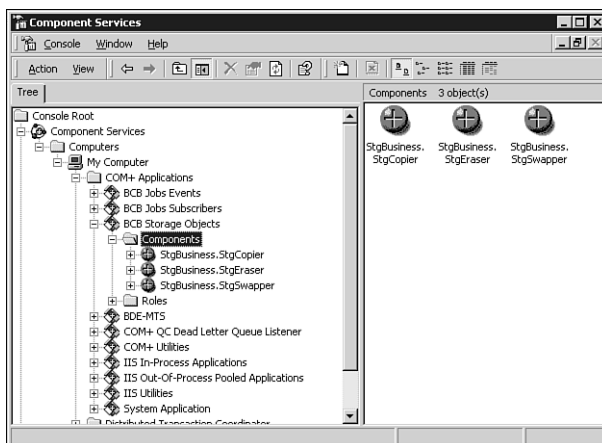 Component Services
Console Window Help
Action View
Tree
Components 3 object(s)
Console Root
Component Services
Computers
My Computer
COM+ Applications
BCB Jobs Events
BCB Jobs Subscribers
BCB Storage Objects
Components
StgBusiness.StgCopier
StgBusiness.StgEraser
StgBusiness.StgSwapper
Roles
BDE-MTS
COM+ QC Dead Letter Queue Listener
COM+ Utilities
IIS In-Process Applications
IIS Out-Of-Process Pooled Applications
IIS Utilities
System Application
Distributed Transaction Coordinator
StgBusiness.
StgCopier
StgBusiness.
StgEraser
StgBusiness.
StgSwapper